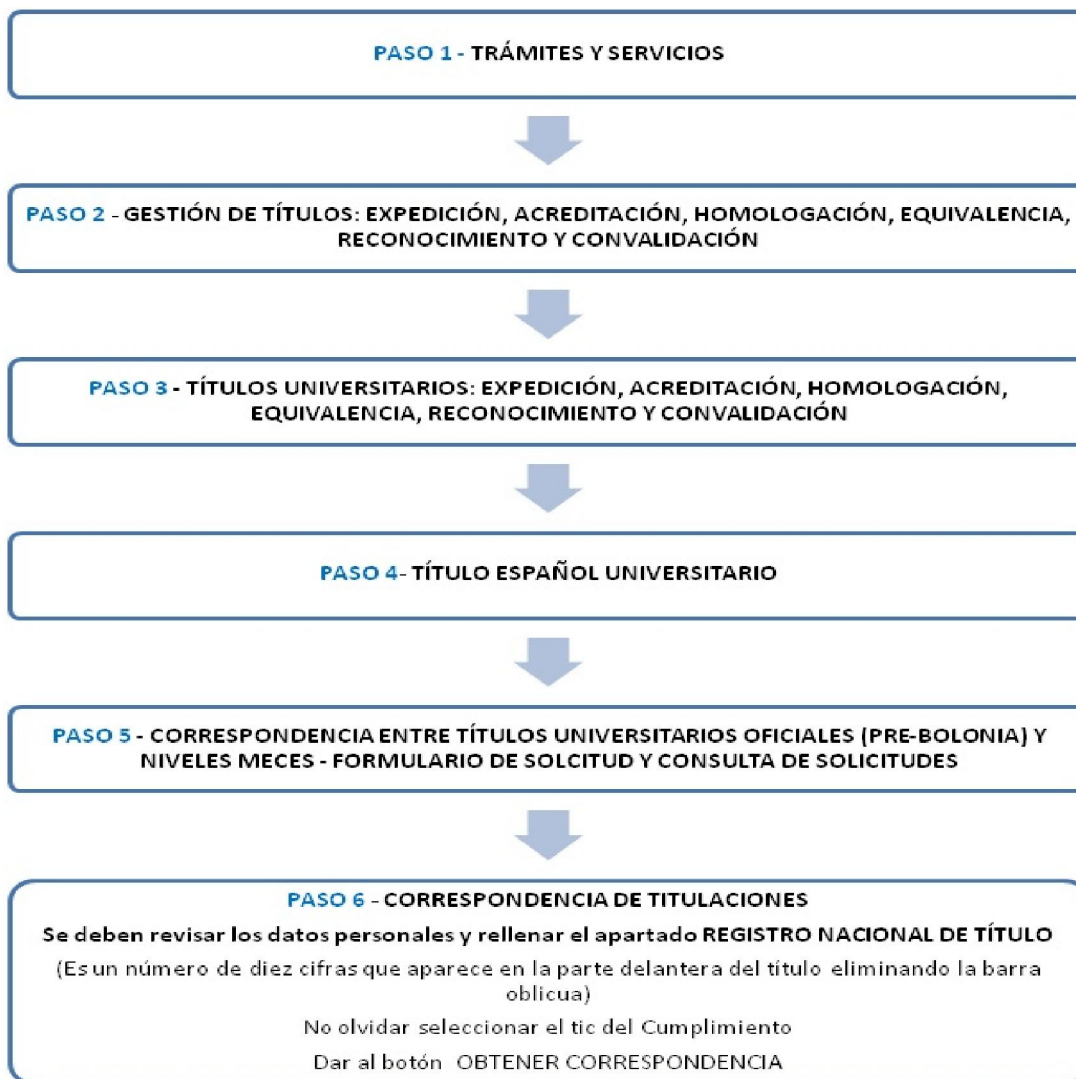 PASO 1 - TRÁMITES Y SERVICIOS
PASO 2 - GESTIÓN DE TÍTULOS: EXPEDICIÓN, ACREDITACIÓN, HOMOLOGACIÓN, EQUIVALENCIA,
RECONOCIMIENTO Y CONVALIDACIÓN
PASO 3 - TÍTULOS UNIVERSITARIOS: EXPEDICIÓN, ACREDITACIÓN, HOMOLOGACIÓN,
EQUIVALENCIA, RECONOCIMIENTO Y CONVALIDACIÓN
PASO 4- TÍTULO ESPAÑOL UNIVERSITARIO
PASO 5 - CORRESPONDENCIA ENTRE TÍTULOS UNIVERSITARIOS OFICIALES (PRE-BOLONIA) Y
NIVELES MECES - FORMULARIO DE SOLCITUD Y CONSULTA DE SOLICITUDES
PASO 6 - CORRESPONDENCIA DE TITULACIONES
Se deben revisar los datos personales y rellenar el apartado REGISTRO NACIONAL DE TÍTULO
(Es un número de diez cifras que aparece en la parte delantera del título eliminando la barra
oblicua)
No olvidar seleccionar el tic del Cumplimiento
Dar al botón OBTENER CORRESPONDENCIA